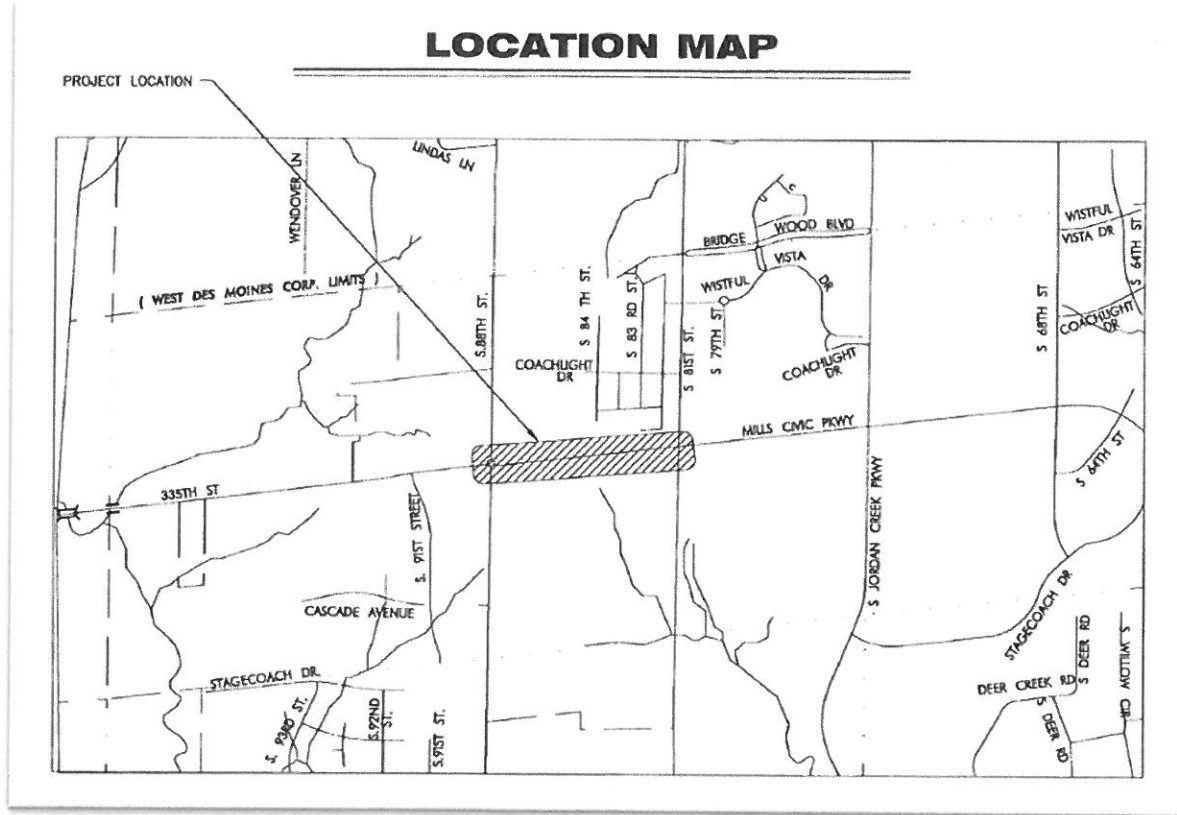 LOCATION MAP
PROJECT LOCATION
LINDAS LN
WENDOVER LN
WISTFUL
VISTA DR
S 64TH ST
BRIDGE WOOD BLVD
VISTA
DR
WISTFUL
( WEST DES MOINES CORP. LIMITS )
S.88TH ST.
S 84 TH ST.
S 83 RD ST.
S 81ST ST.
S 79TH ST
S 68TH ST
COACHLIGHT
DR
COACHLIGHT
DR
COACHLIGHT
DR
MILLS CIVIC PKWY
S 64TH ST
335TH ST
S. 91ST STREET
S JORDAN CREEK PKWY
CASCADE AVENUE
STAGECOACH DR
STAGECOACH DR.
S. 93RD ST.
S.92ND
ST.
S.91ST ST.
DEER CREEK RD
S DEER RD
S DEER RD
S WILLOW CIR